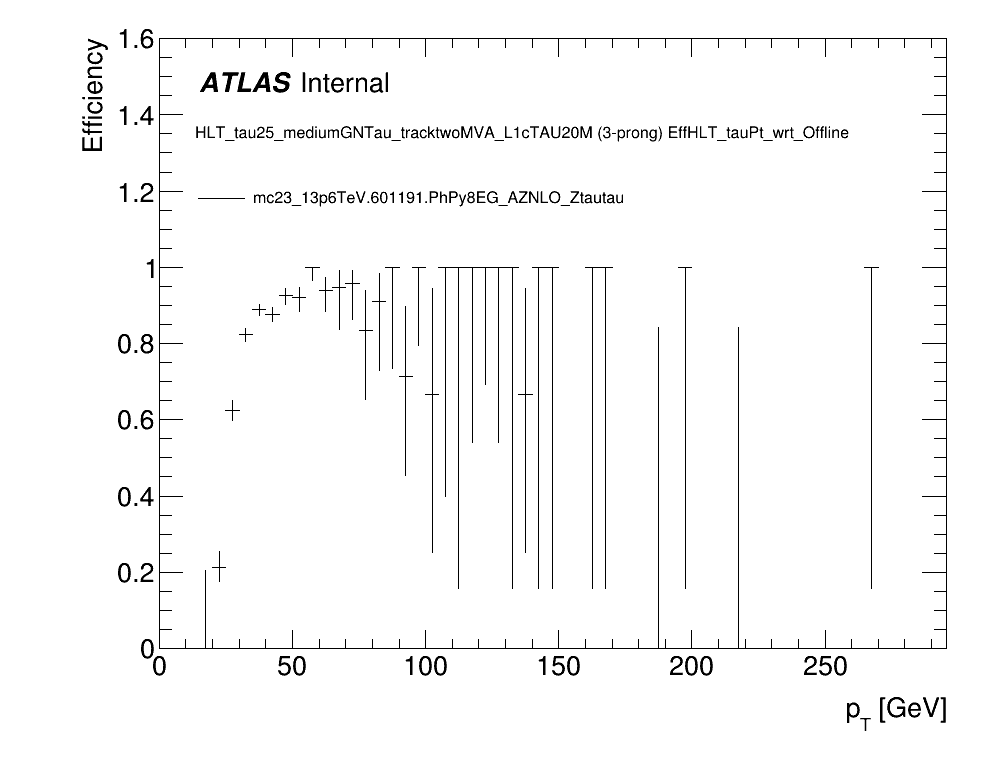 Efficiency
1.6
1.4
1.2
1
0.8
0.6
0.4
0.2
0
ATLAS Internal
HLT_tau25_mediumGNTau_tracktwoMVA_L1cTAU20M (3-prong) EffHLT_tauPt_wrt_Offline
mc23_13p6TeV.601191.PhPy8EG_AZNLO_Ztautau
0 50 100 150 200 250
p_T [GeV]